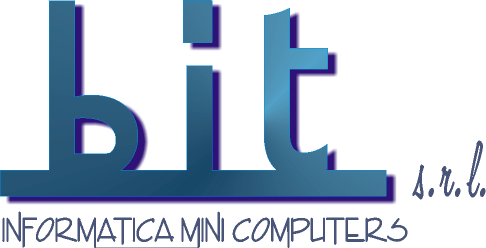 bit s.r.l.
INFORMATICA MINI COMPUTERS